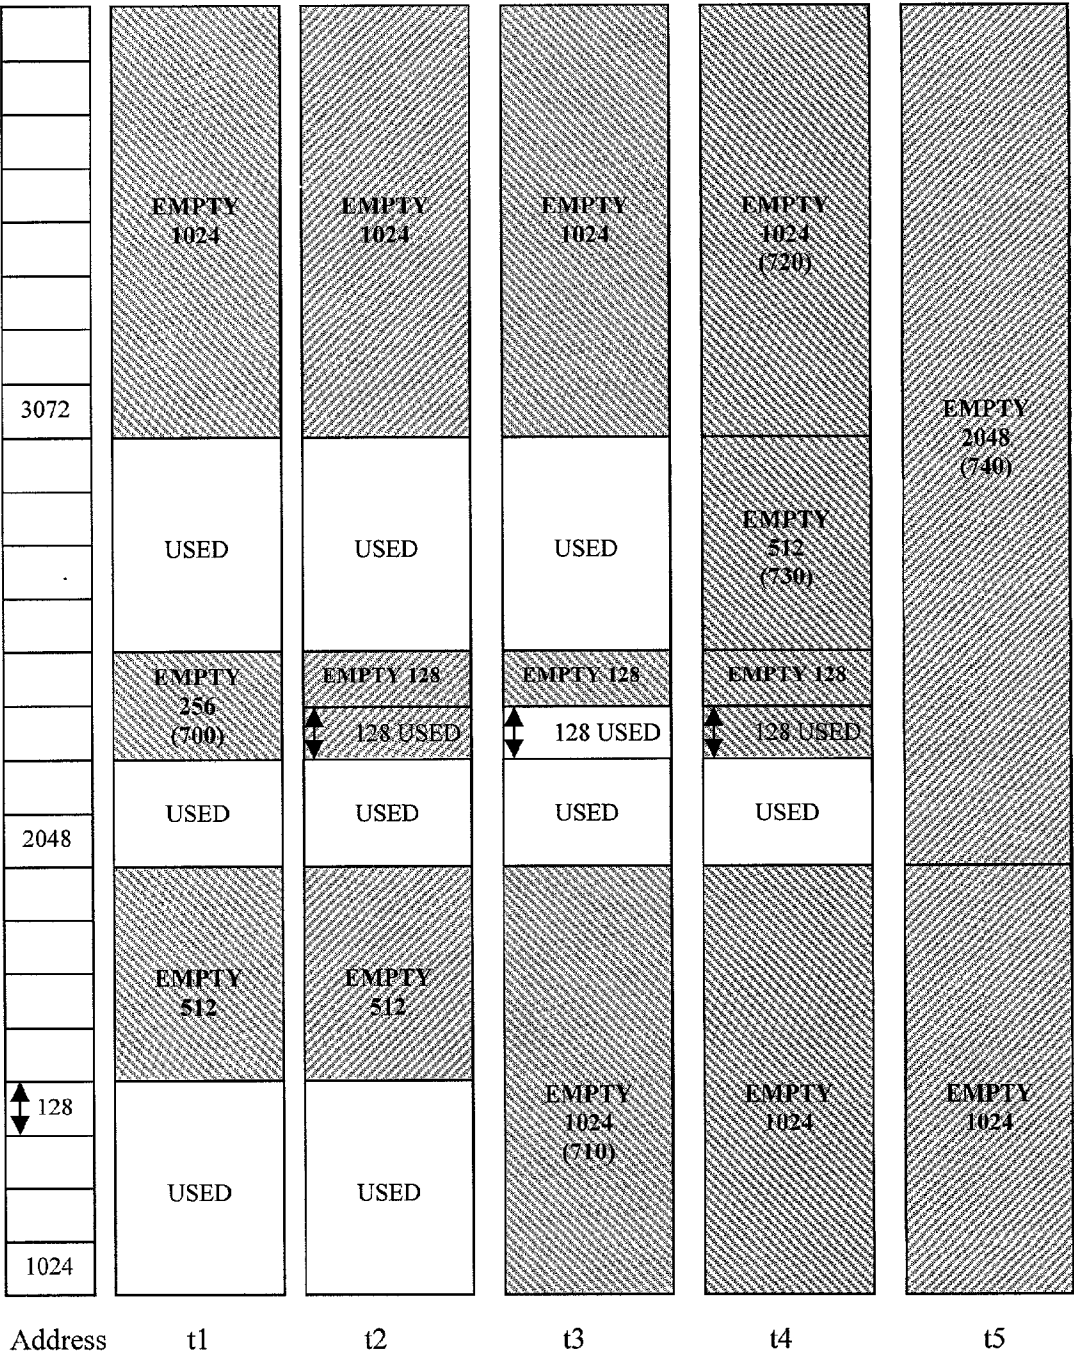 3072
2048
128
1024
Address
EMPTY
1024
USED
EMPTY
256
(700)
USED
EMPTY
512
USED
t1
EMPTY
1024
USED
EMPTY 128
128 USED
USED
EMPTY
512
USED
t2
EMPTY
1024
USED
EMPTY 128
128 USED
USED
EMPTY
1024
(710)
t3
EMPTY
1024
(720)
EMPTY
512
(730)
EMPTY 128
128 USED
USED
EMPTY
1024
t4
EMPTY
2048
(740)
EMPTY
1024
t5